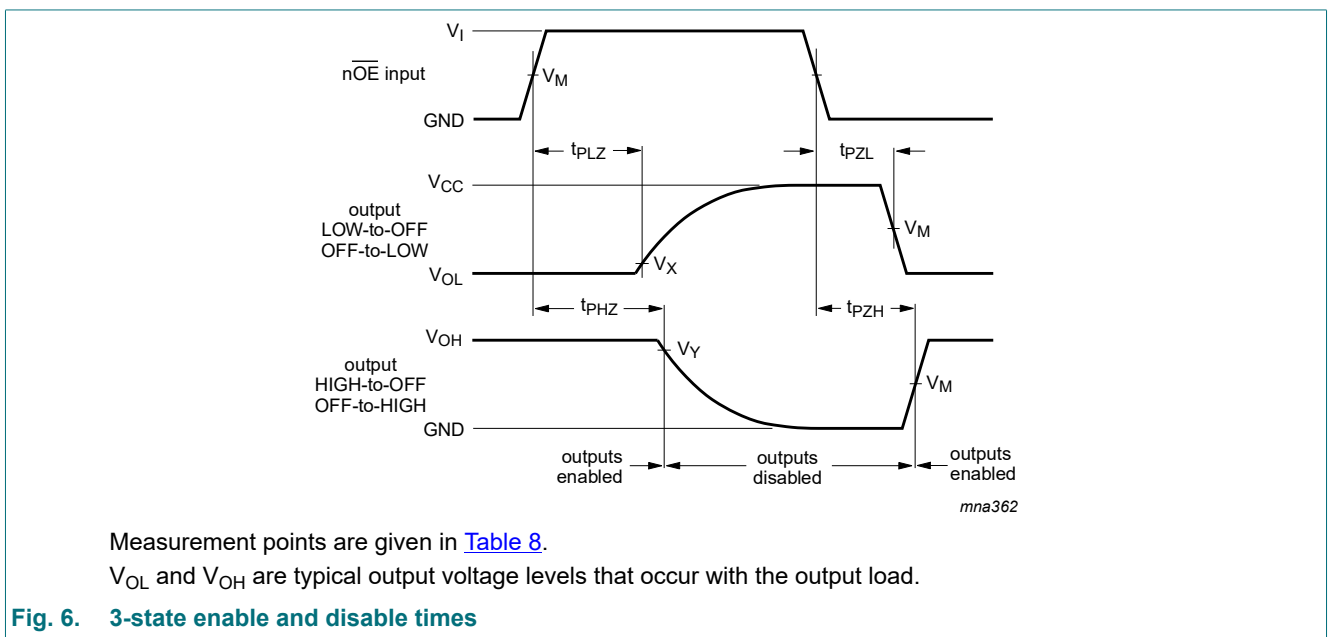 VI
nOE input
VM
GND
tPLZ
tPZL
VCC
output
LOW-to-OFF
OFF-to-LOW
VM
VX
VOL
tPHZ
tPZH
VOH
VY
output
HIGH-to-OFF
OFF-to-HIGH
VM
GND
outputs
enabled
outputs
disabled
outputs
enabled
mna362
Measurement points are given in Table 8.
VOL and VOH are typical output voltage levels that occur with the output load.
Fig. 6. 3-state enable and disable times